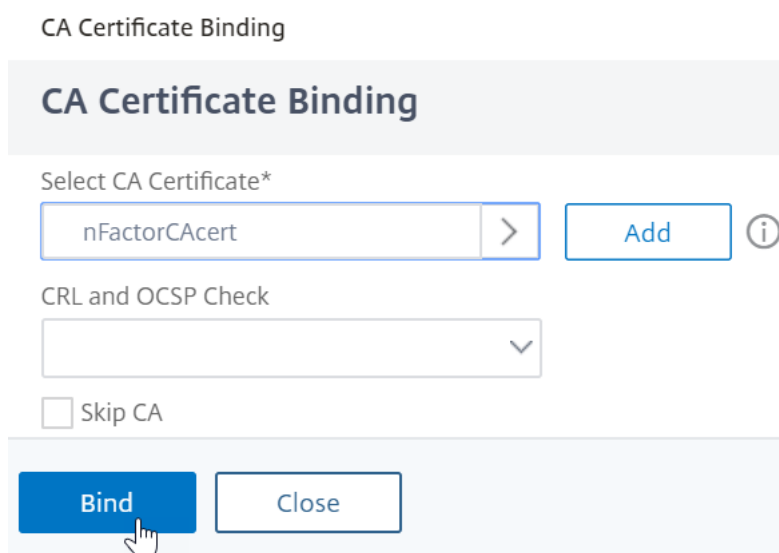 CA Certificate Binding
CA Certificate Binding
Select CA Certificate*
nFactorCAcert
Add
CRL and OCSP Check
Skip CA
Bind
Close